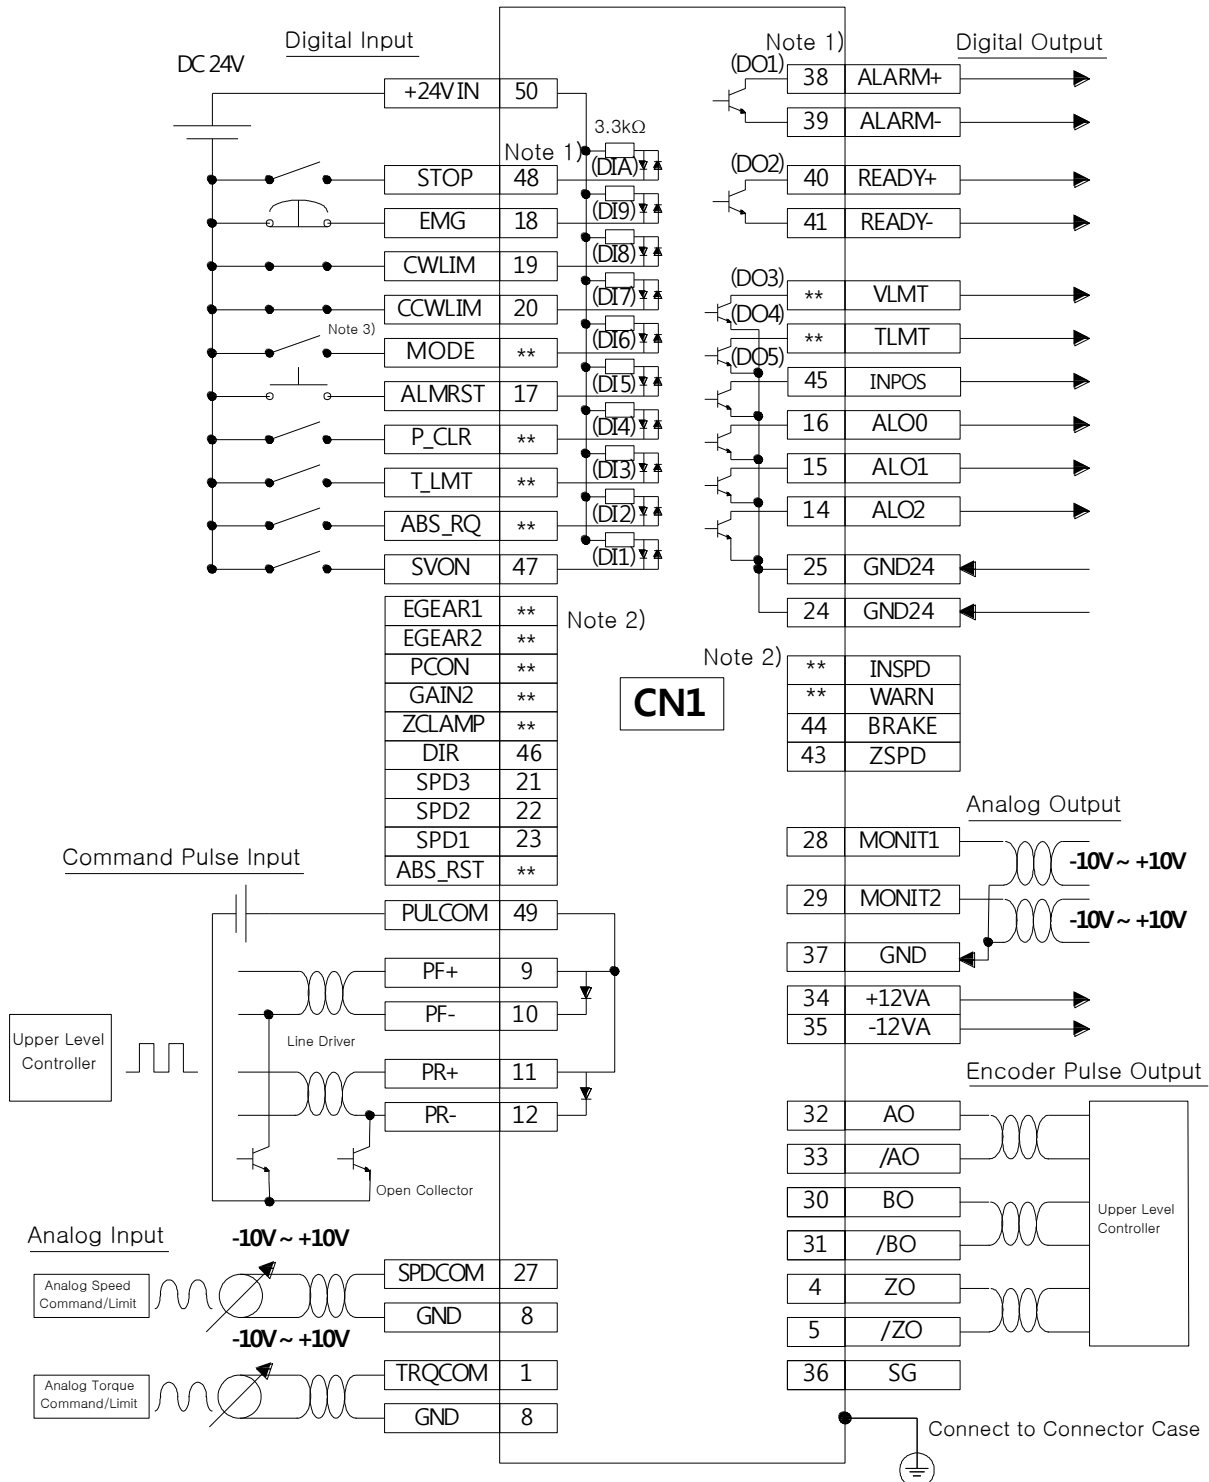 Digital Input
Note 1)
Digital Output
DC 24V
+24VIN 50
3.3kΩ
Note 1)
(DIA)
STOP 48
(DI9)
EMG 18
(DI8)
CWLIM 19
(DI7)
CCWLIM 20
Note 3)
(DI6)
MODE **
(DI5)
ALMRST 17
(DI4)
P_CLR **
(DI3)
T_LMT **
(DI2)
ABS_RQ **
(DI1)
SVON 47
EGEAR1 **
Note 2)
EGEAR2 **
PCON **
GAIN2 **
ZCLAMP **
DIR 46
SPD3 21
SPD2 22
SPD1 23
ABS_RST **
(DO1)
38 ALARM+
39 ALARM-
(DO2)
40 READY+
41 READY-
(DO3)
** VLMT
(DO4)
** TLMT
(DO5)
45 INPOS
16 ALO0
15 ALO1
14 ALO2
25 GND24
24 GND24
Note 2)
** INSPD
** WARN
44 BRAKE
43 ZSPD
CN1
Command Pulse Input
PULCOM 49
PF+ 9
PF- 10
Line Driver
Upper Level
Controller
PR+ 11
PR- 12
Open Collector
Analog Input
-10V ~ +10V
Analog Speed
Command/Limit
SPDCOM 27
GND 8
-10V ~ +10V
Analog Torque
Command/Limit
TRQCOM 1
GND 8
Analog Output
28 MONIT1
-10V ~ +10V
29 MONIT2
-10V ~ +10V
37 GND
34 +12VA
35 -12VA
Encoder Pulse Output
32 AO
33 /AO
30 BO
31 /BO
4 ZO
5 /ZO
36 SG
Upper Level
Controller
Connect to Connector Case